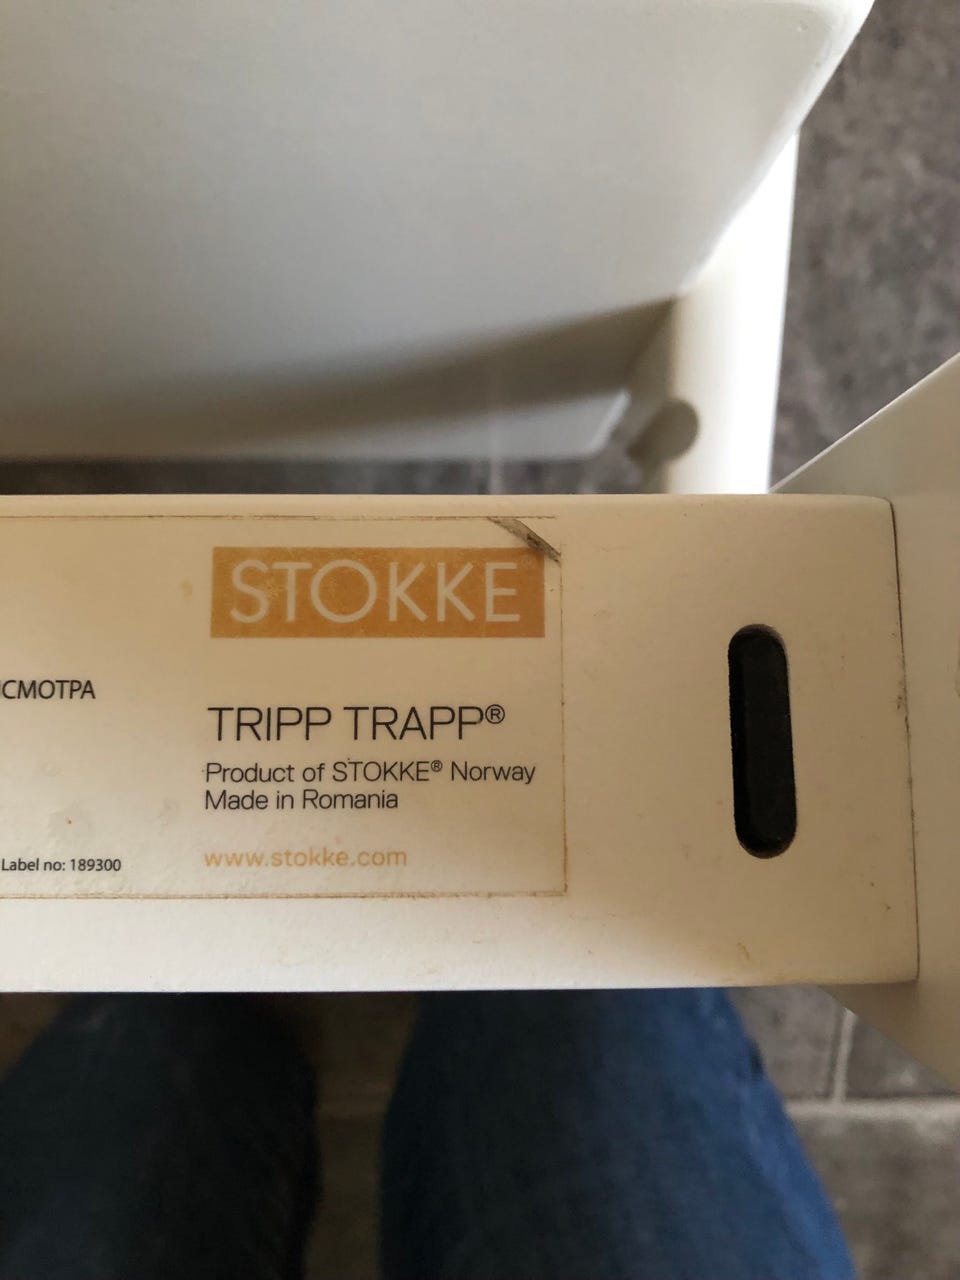 STOKKE
СМОТРА
TRIPP TRAPP®
Product of STOKKE® Norway
Made in Romania
Label no: 189300
www.stokke.com